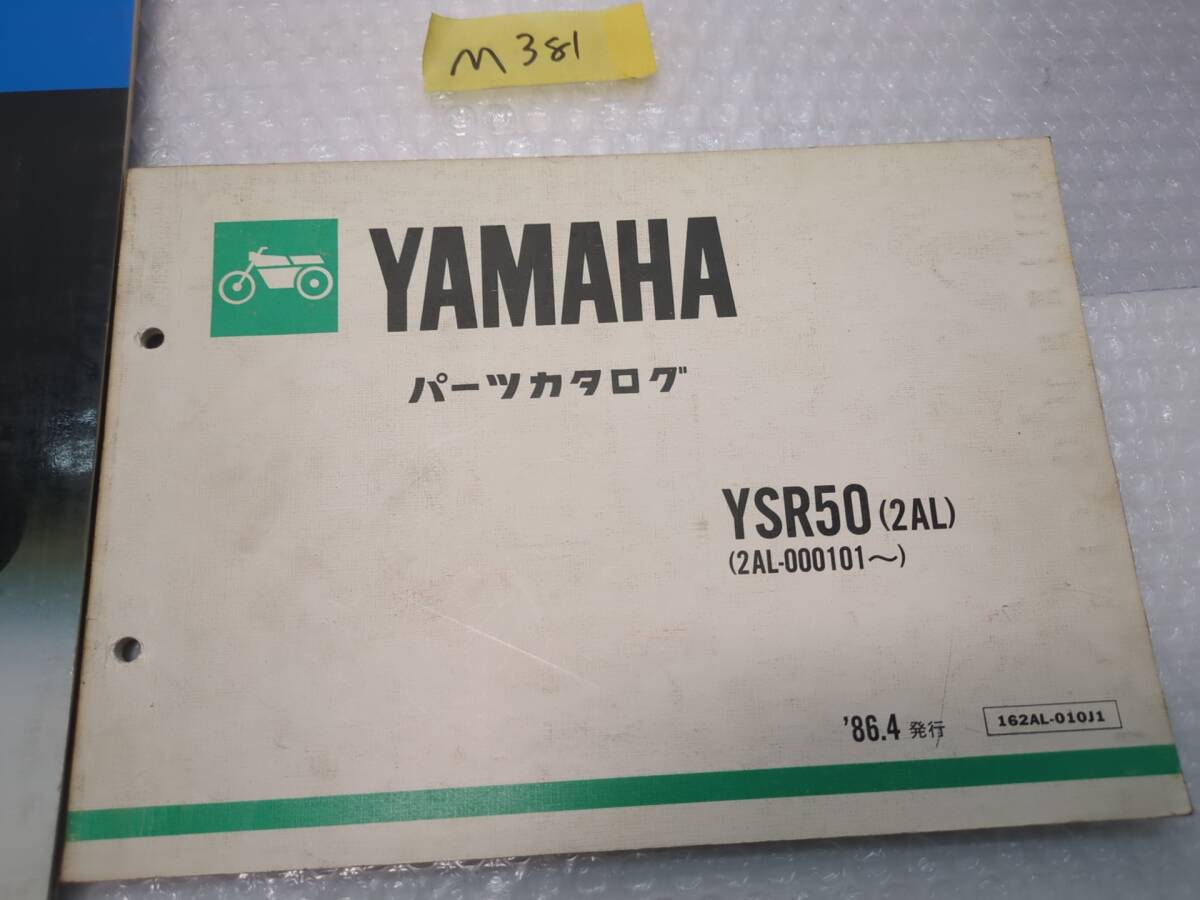 M381
YAMAHA
パーツカタログ
YSR50 (2AL)
(2AL-000101〜)
'86.4 発行
162AL-010J1